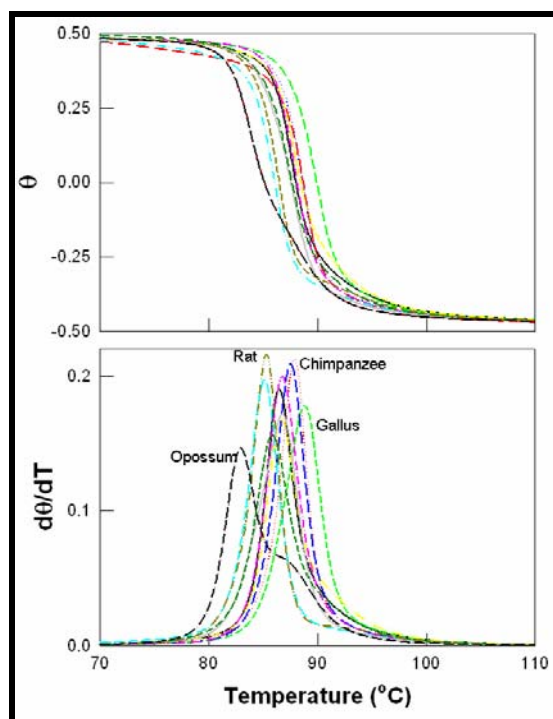 0.50
0.25
θ
0.00
-0.25
-0.50
0.2
Rat
Chimpanzee
Gallus
Opossum
dθ/dT
0.1
0.0
70
80
90
100
110
Temperature (°C)